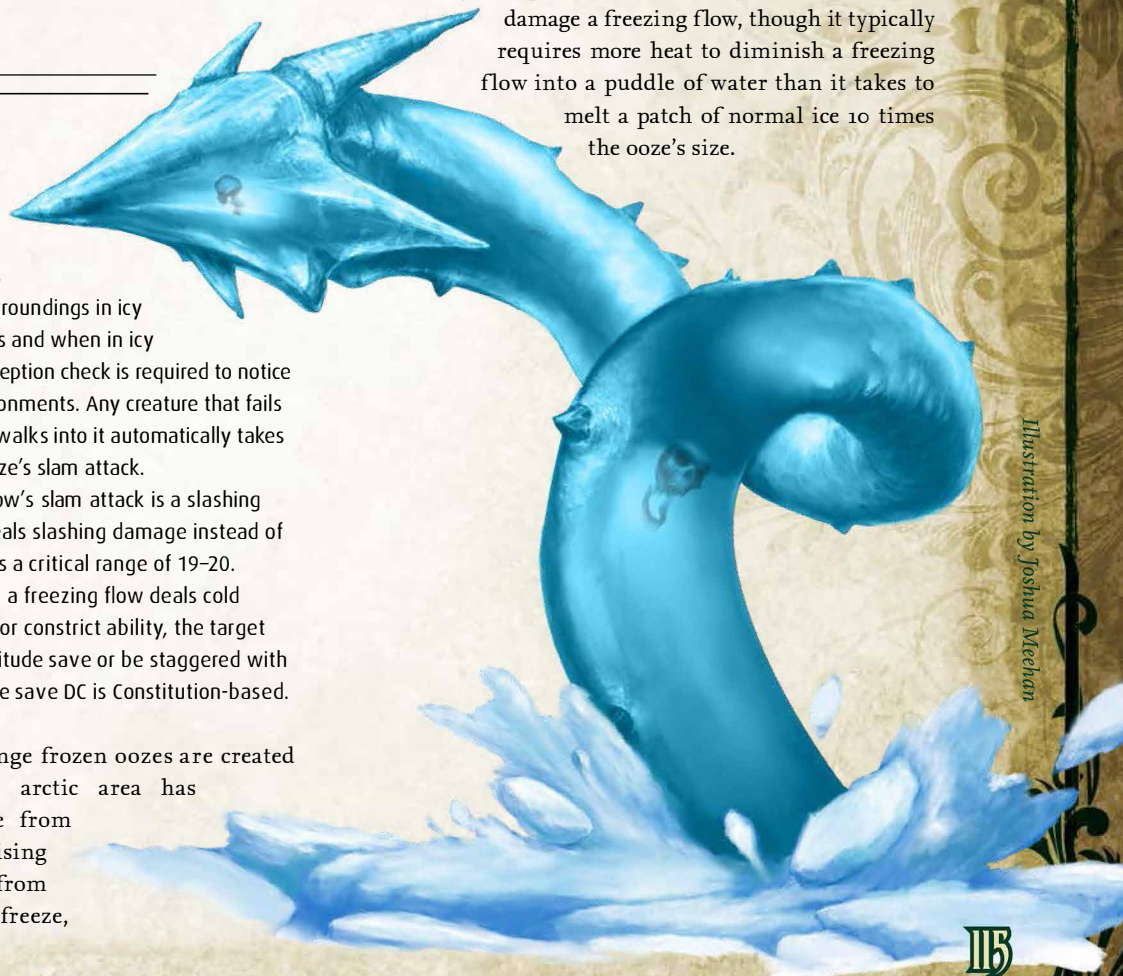 damage a freezing flow, though it typically
requires more heat to diminish a freezing
flow into a puddle of water than it takes to
melt a patch of normal ice 10 times
the ooze’s size.
roundings in icy
s and when in icy
eption check is required to notice
onments. Any creature that fails
walks into it automatically takes
ze’s slam attack.
ow’s slam attack is a slashing
eals slashing damage instead of
s a critical range of 19–20.
a freezing flow deals cold
or constrict ability, the target
itude save or be staggered with
e save DC is Constitution-based.
nge frozen oozes are created
arctic area has
e from
ising
from
freeze,
Illustration by Joshua Meehan
115